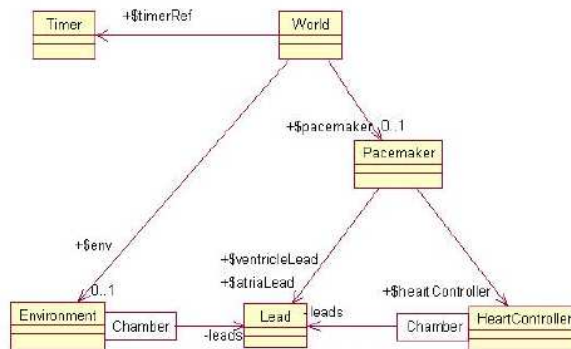 Timer
+$timerRef
World
+$pacemaker
0..1
Pacemaker
+$env
+$ventricleLead
+$atriaLead
+$heartController
0..1
Environment
Chamber
-leads
Lead
-leads
Chamber
HeartController